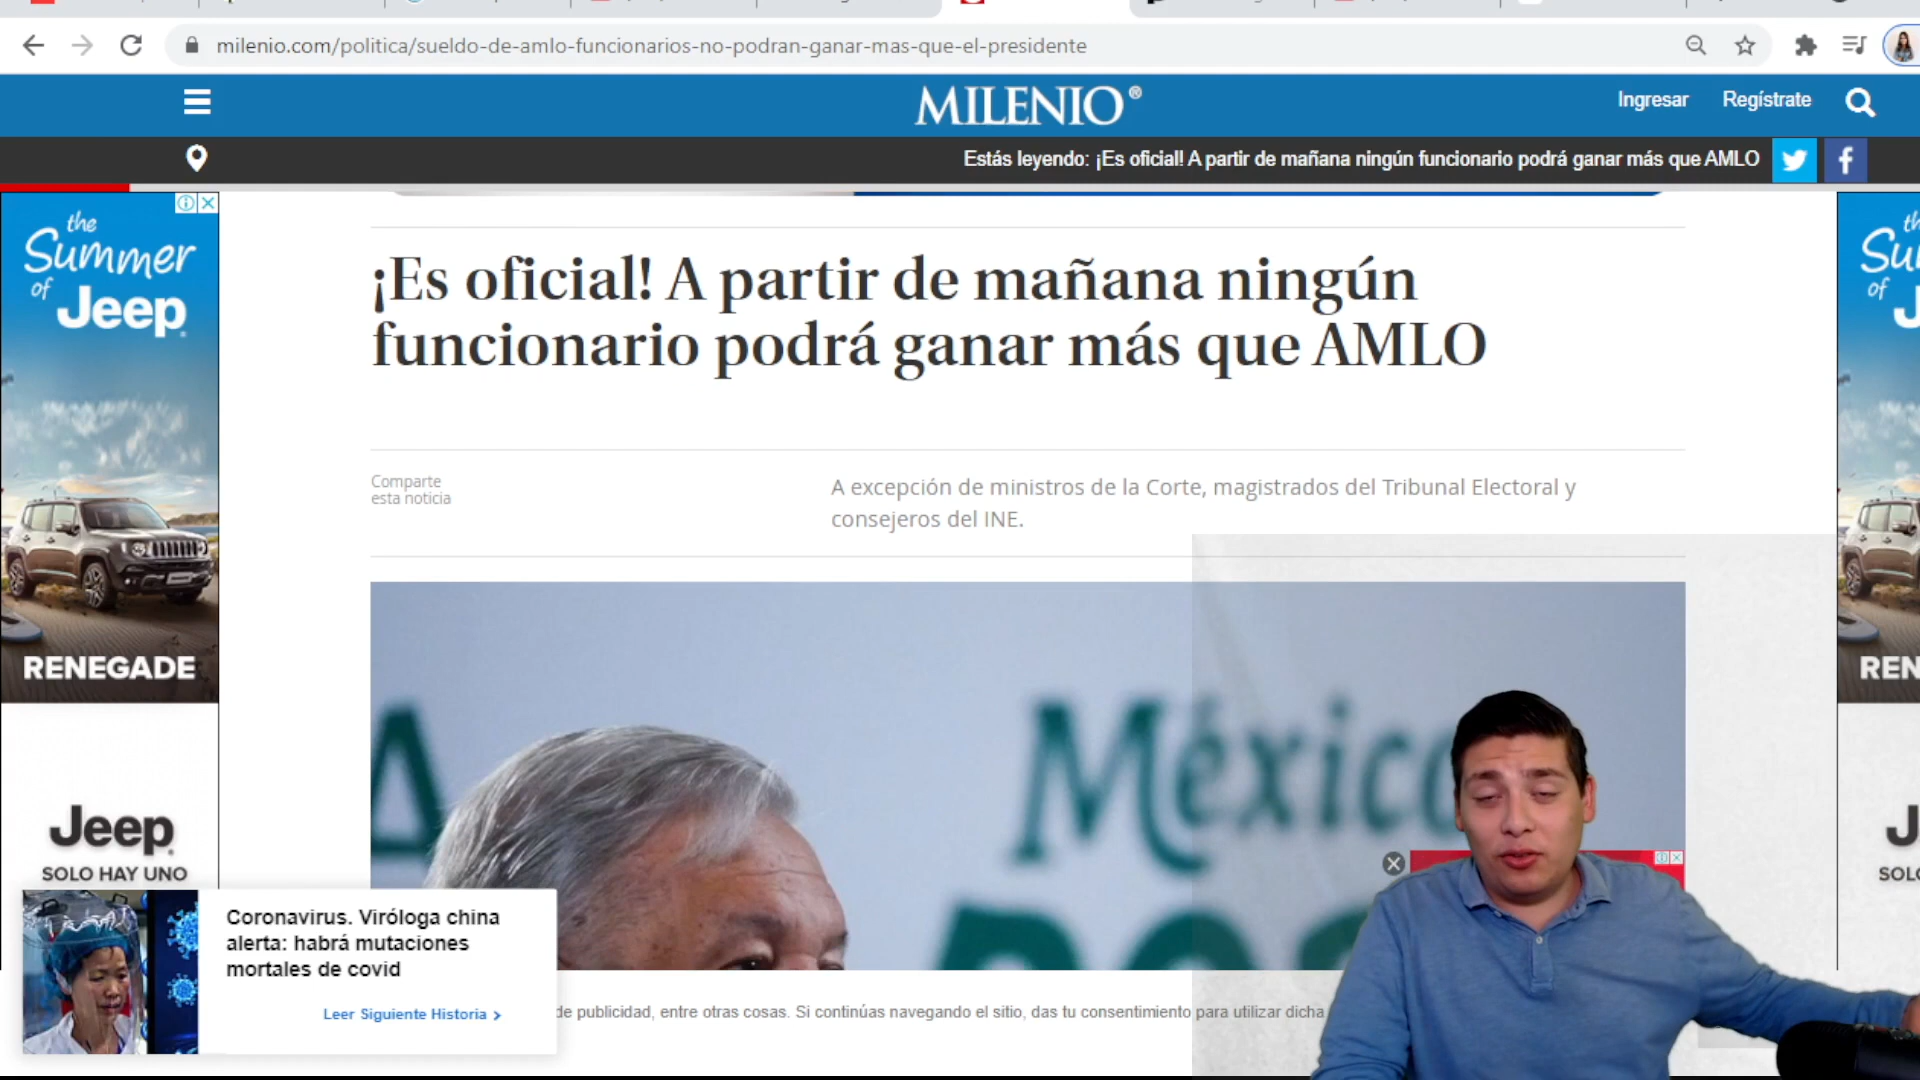 milenio.com/politica/sueldo-de-amlo-funcionarios-no-podran-ganar-mas-que-el-presidente
MILENIO®
Ingresar
Regístrate
Estás leyendo: ¡Es oficial! A partir de mañana ningún funcionario podrá ganar más que AMLO
the
Summer
of Jeep
RENEGADE
Jeep
SOLO HAY UNO
¡Es oficial! A partir de mañana ningún
funcionario podrá ganar más que AMLO
Comparte
esta noticia
A excepción de ministros de la Corte, magistrados del Tribunal Electoral y
consejeros del INE.
México
Coronavirus. Viróloga china
alerta: habrá mutaciones
mortales de covid
Leer Siguiente Historia >
de publicidad, entre otras cosas. Si continúas navegando el sitio, das tu consentimiento para utilizar dicha
the
Su
of J
REN
J
SOLO